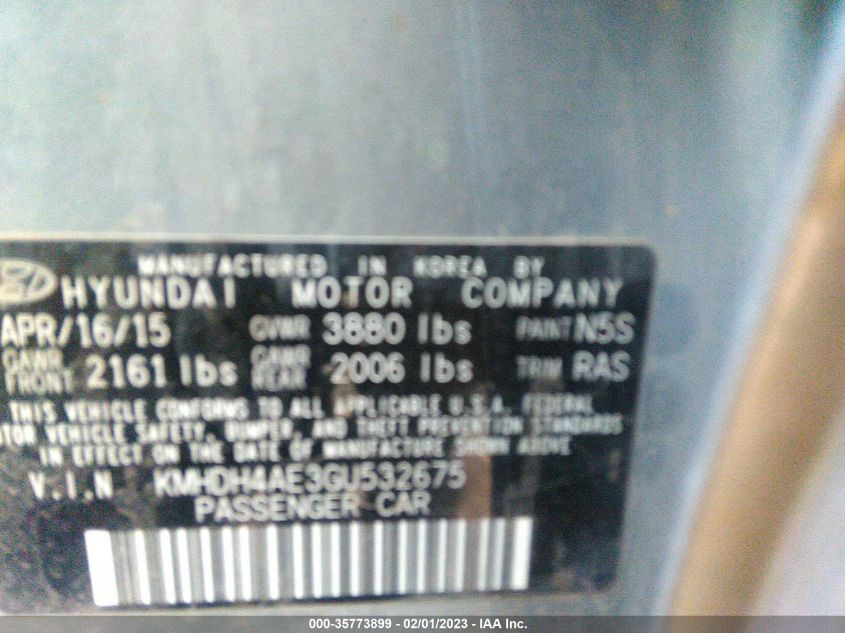 MANUFACTURED IN KOREA BY
HYUNDAI MOTOR COMPANY
APR/16/15 GVWR 3880 lbs PAINT N5S
GAWR FRONT 2161 lbs GAWR REAR 2006 lbs TRIM RAS
THIS VEHICLE CONFORMS TO ALL APPLICABLE U.S.A. FEDERAL
MOTOR VEHICLE SAFETY, BUMPER, AND THEFT PREVENTION STANDARDS
IN EFFECT ON THE DATE OF MANUFACTURE SHOWN ABOVE
V.I.N KMHDH4AE3GU532675
PASSENGER CAR
000-35773899 - 02/01/2023 - IAA Inc.